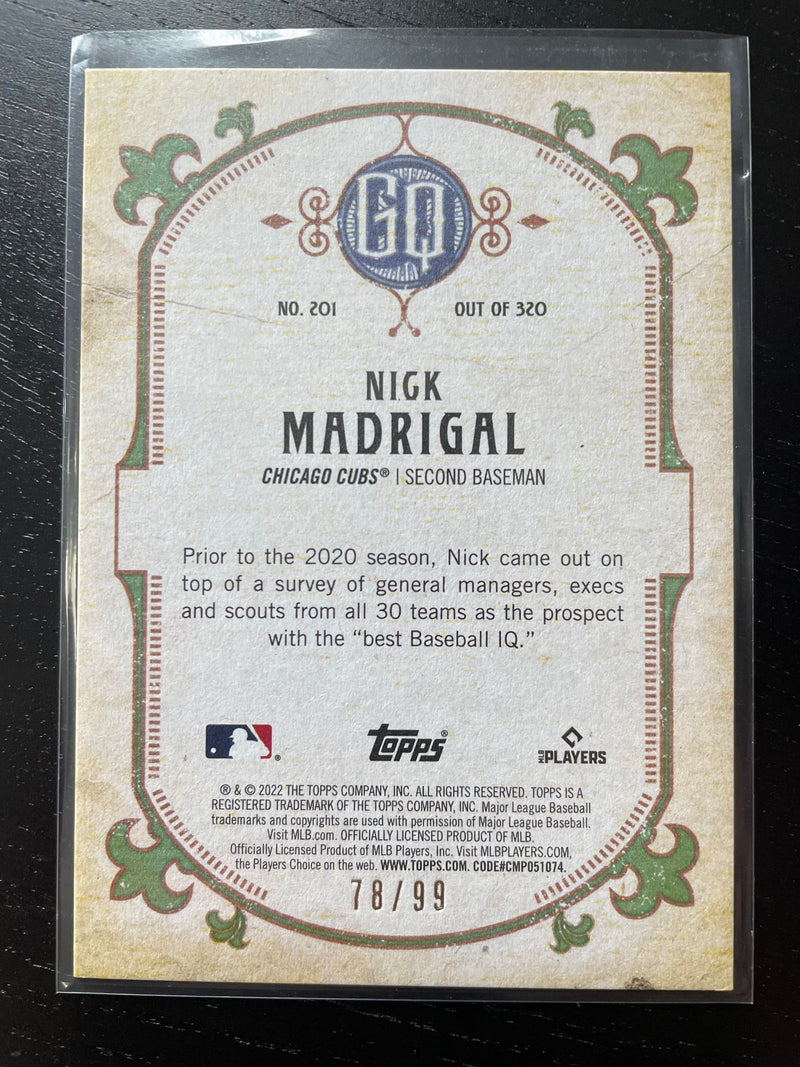 GQ
NO. 201 OUT OF 320
NICK
MADRIGAL
CHICAGO CUBS® | SECOND BASEMAN
Prior to the 2020 season, Nick came out on
top of a survey of general managers, execs
and scouts from all 30 teams as the prospect
with the “best Baseball IQ.”
® topps® MLB PLAYERS
® & © 2022 THE TOPPS COMPANY, INC. ALL RIGHTS RESERVED. TOPPS IS A
REGISTERED TRADEMARK OF THE TOPPS COMPANY, INC. Major League Baseball
trademarks and copyrights are used with permission of Major League Baseball.
Visit MLB.com. OFFICIALLY LICENSED PRODUCT OF MLB.
Officially Licensed Product of MLB Players, Inc. Visit MLBPLAYERS.COM,
the Players Choice on the web. WWW.TOPPS.COM. CODE#CMP051074.
78/99